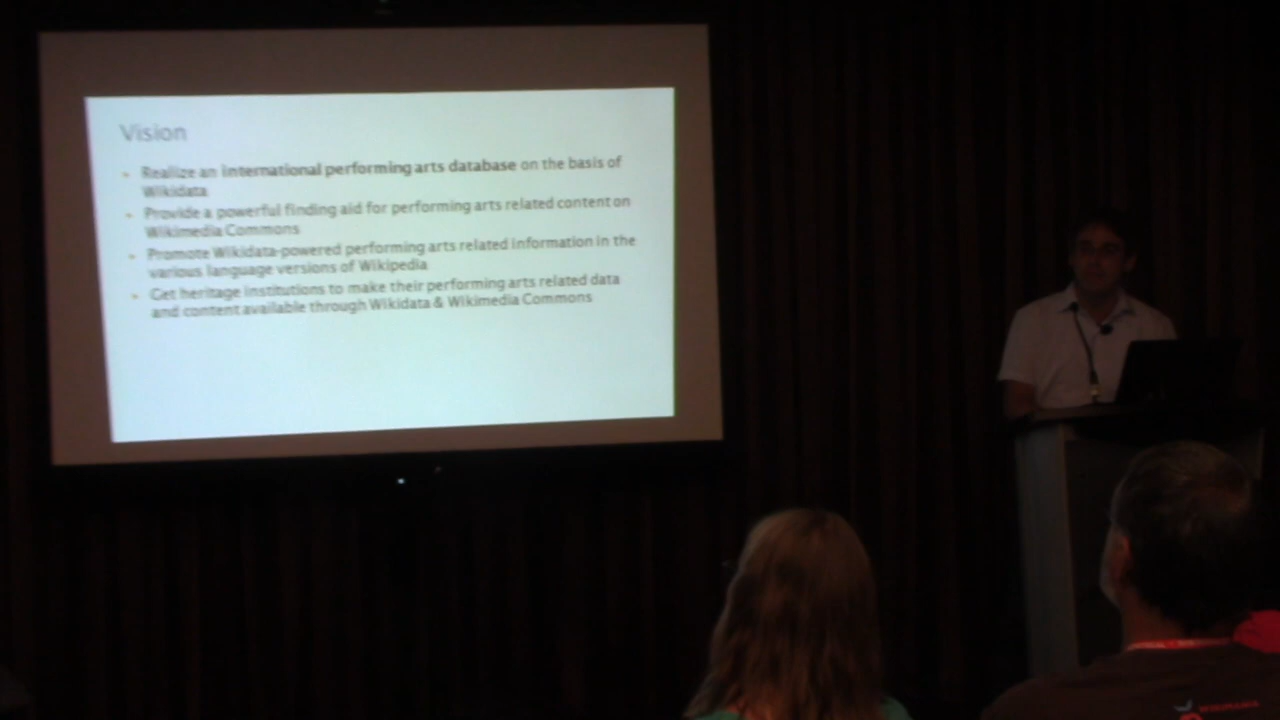 Vision
Realize an international performing arts database on the basis of
Wikidata
Provide a powerful finding aid for performing arts related content on
Wikimedia Commons
Promote Wikidata-powered performing arts related information in the
various language versions of Wikipedia
Get heritage institutions to make their performing arts related data
and content available through Wikidata & Wikimedia Commons